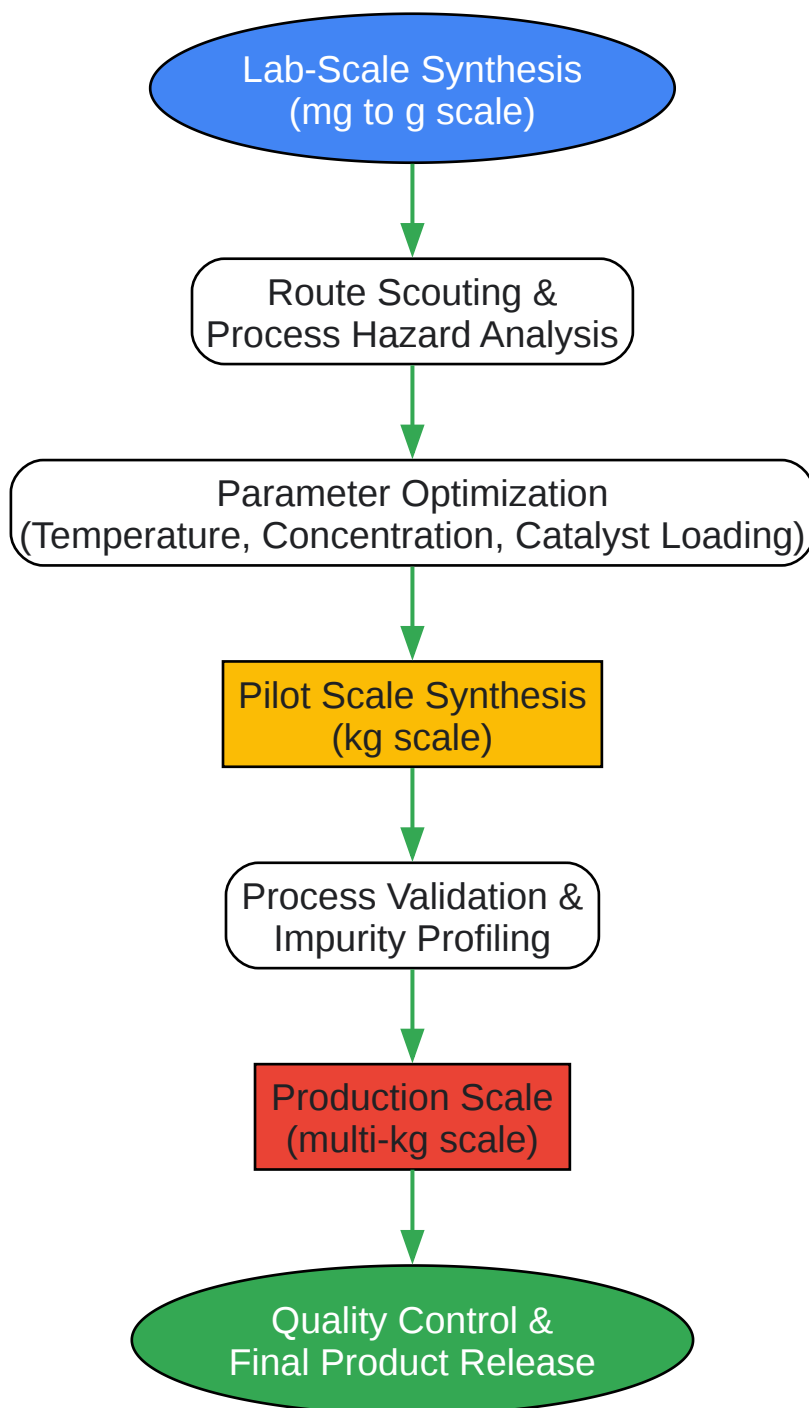 Lab-Scale Synthesis
(mg to g scale)
Route Scouting &
Process Hazard Analysis
Parameter Optimization
(Temperature, Concentration, Catalyst Loading)
Pilot Scale Synthesis
(kg scale)
Process Validation &
Impurity Profiling
Production Scale
(multi-kg scale)
Quality Control &
Final Product Release